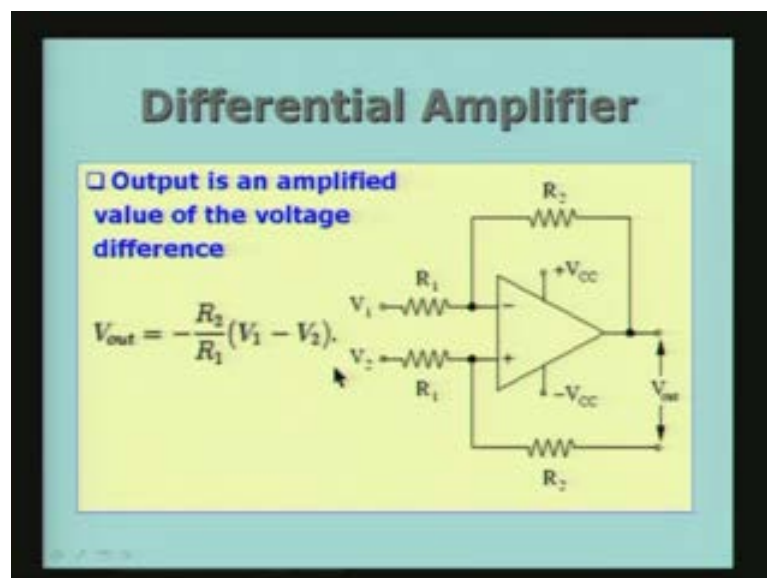 Differential Amplifier
❑ Output is an amplified
value of the voltage
difference
V_out = - R_2/R_1 (V_1 - V_2).
R_2
R_1
V_1
-
+V_CC
V_2
+
R_1
-V_CC
V_out
R_2